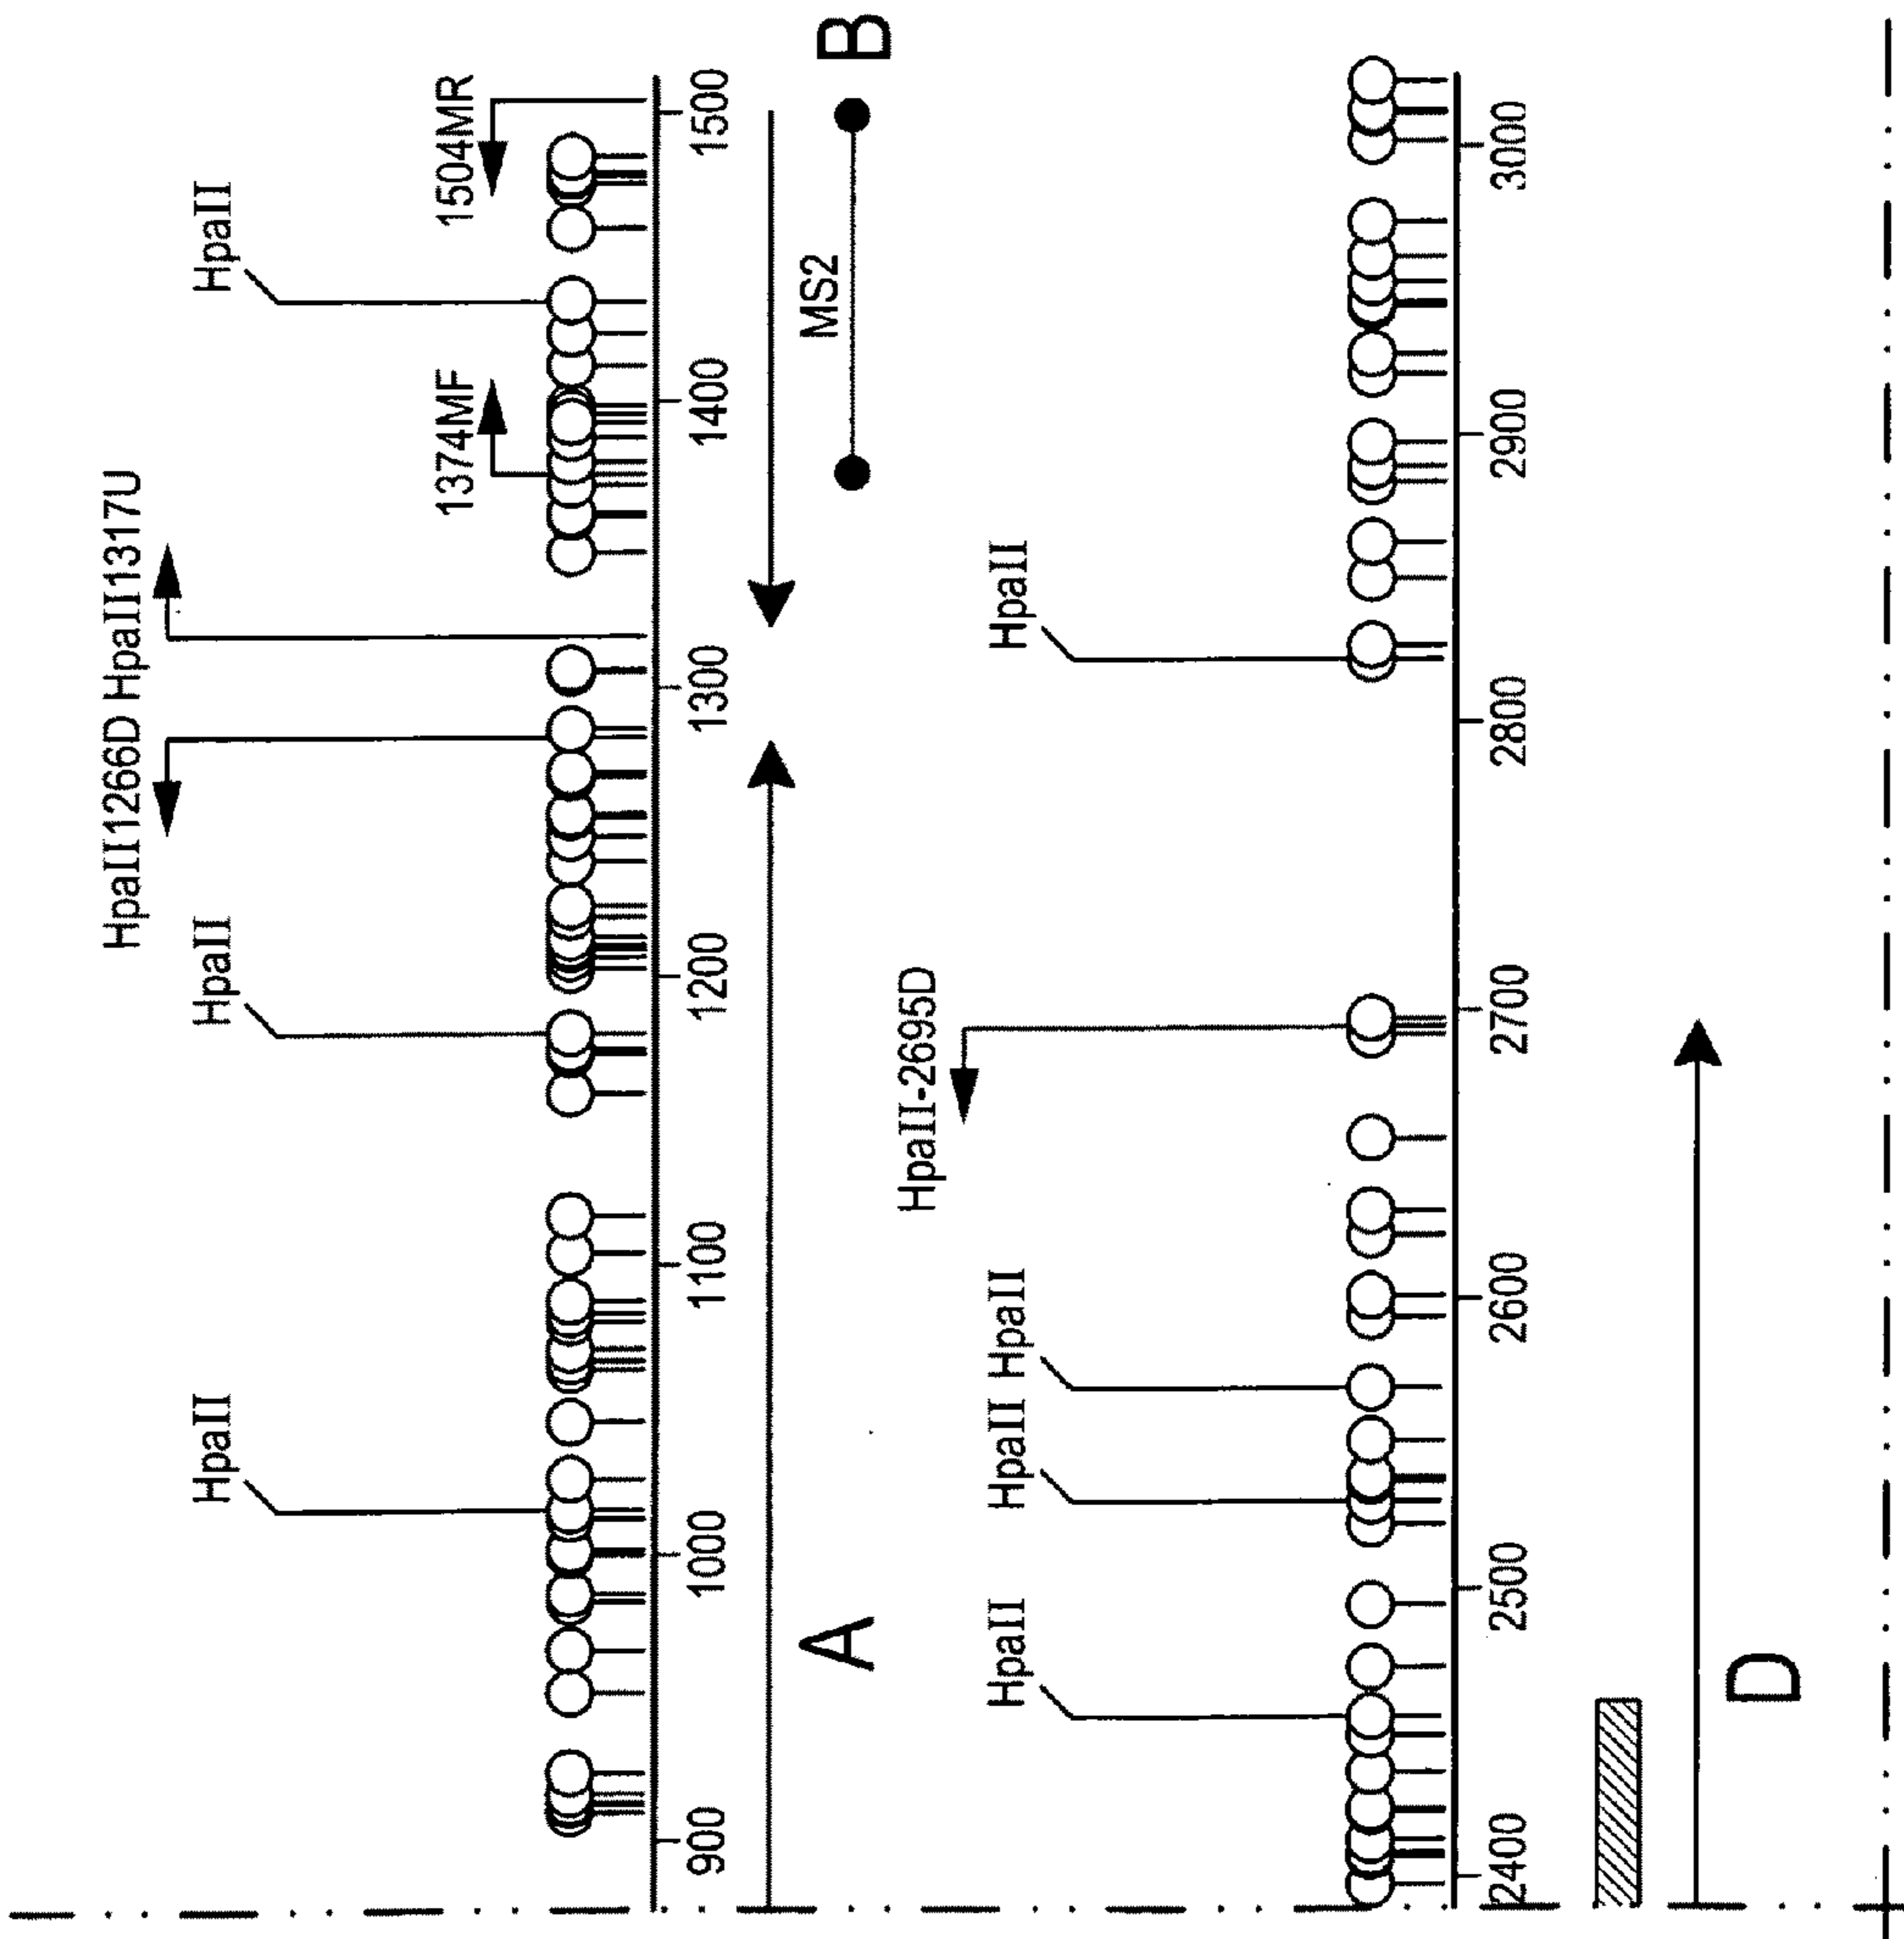 HpaII1266D HpaII1317U
HpaII
HpaII
HpaII
1374MF
1504MR
900
1000
1100
1200
1300
1400
1500
A
MS2
B
HpaII-2695D
HpaII
HpaII
HpaII
HpaII
2400
2500
2600
2700
2800
2900
3000
D